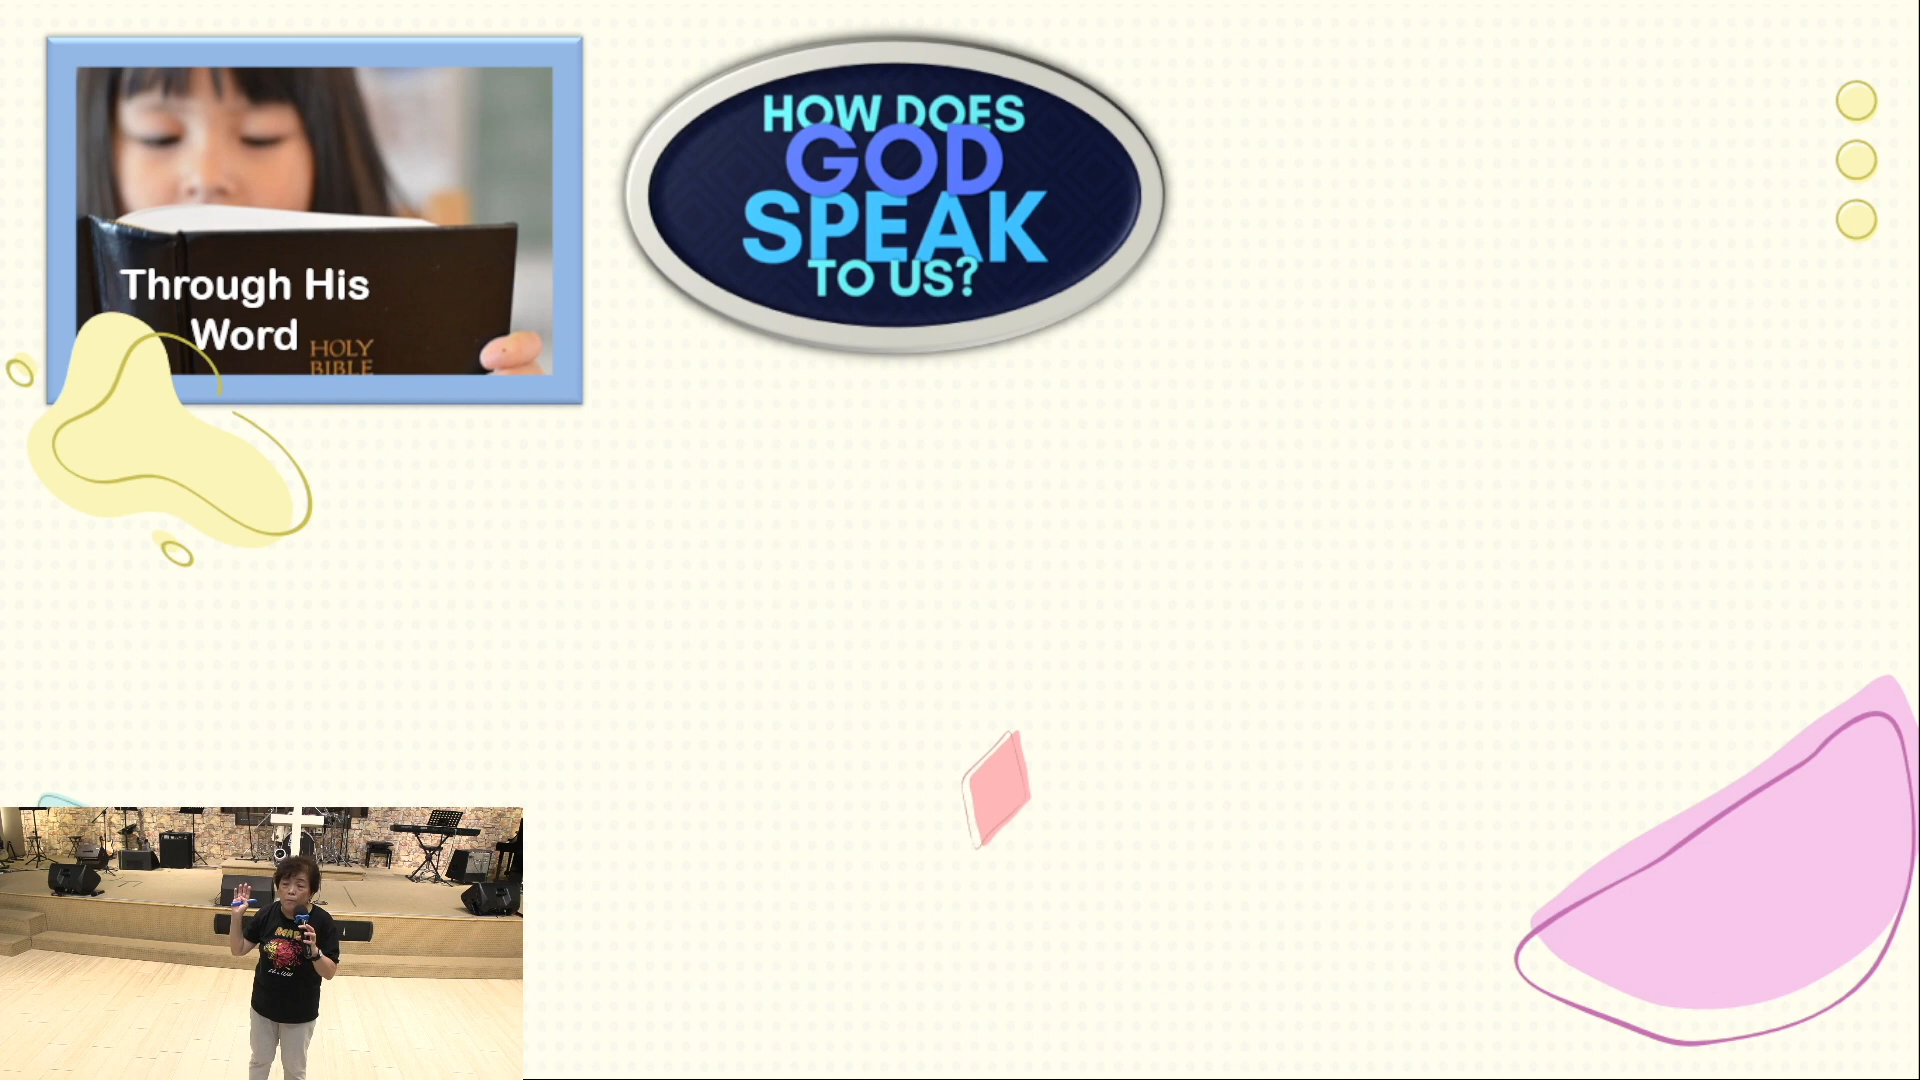 Through His
Word
HOLY
BIBLE
HOW DOES
GOD
SPEAK
TO US?